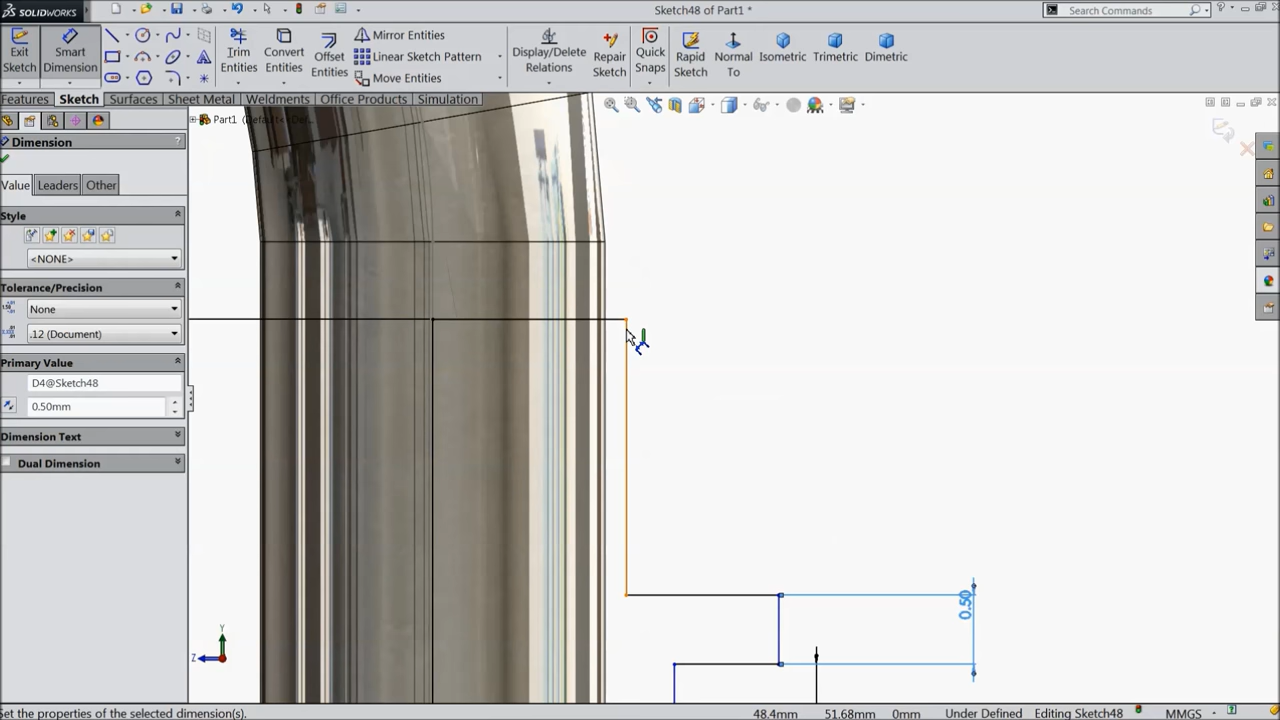 SOLIDWORKS
Sketch48 of Part1 *
Search Commands
Exit Sketch
Smart Dimension
Trim Entities
Convert Entities
Offset Entities
Mirror Entities
Linear Sketch Pattern
Move Entities
Display/Delete Relations
Repair Sketch
Quick Snaps
Rapid Sketch
Normal To
Isometric
Trimetric
Dimetric
Features
Sketch
Surfaces
Sheet Metal
Weldments
Office Products
Simulation
Part1 (Default<<Def...
Dimension
?
Value
Leaders
Other
Style
<NONE>
Tolerance/Precision
None
.12 (Document)
Primary Value
D4@Sketch48
0.50mm
Dimension Text
Dual Dimension
0.50
Y
Z
Set the properties of the selected dimension(s).
48.4mm
51.68mm
0mm
Under Defined
Editing Sketch48
MMGS